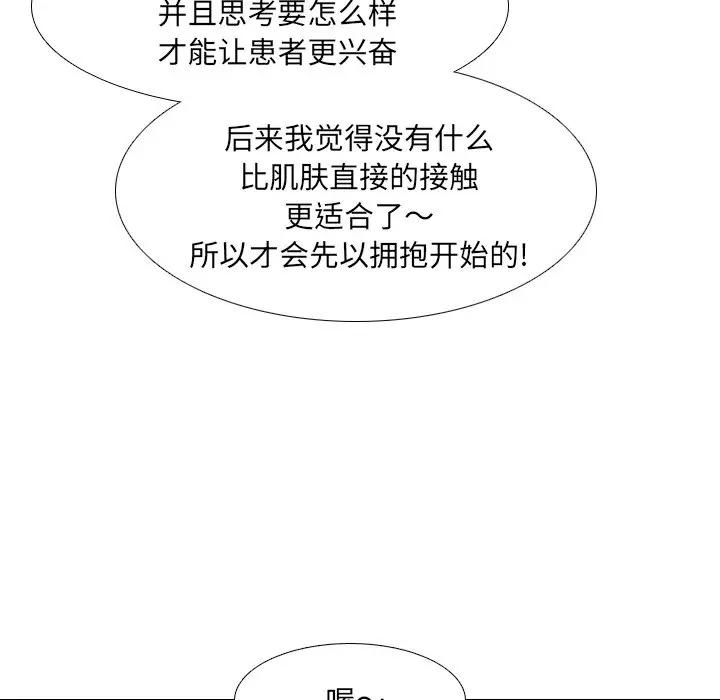 并且思考要怎么样
才能让患者更兴奋
后来我觉得没有什么
比肌肤直接的接触
更适合了～
所以才会先以拥抱开始的!